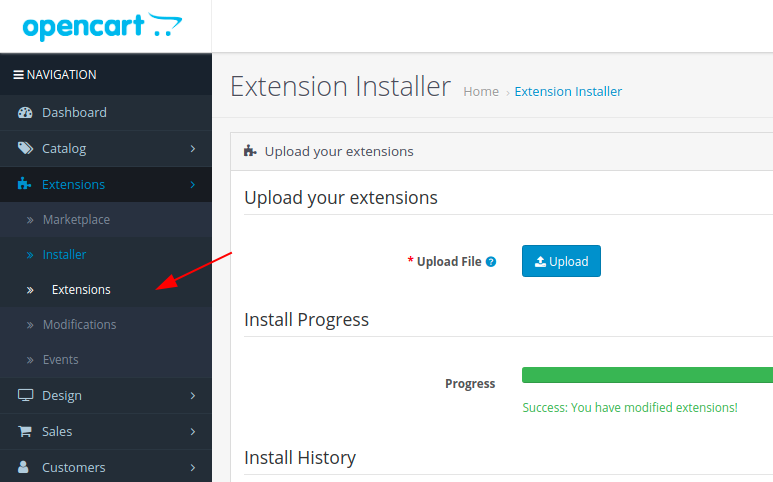 opencart
NAVIGATION
Dashboard
Catalog
Extensions
Marketplace
Installer
Extensions
Modifications
Events
Design
Sales
Customers
Extension Installer Home › Extension Installer
Upload your extensions
Upload your extensions
* Upload File ? Upload
Install Progress
Progress
Success: You have modified extensions!
Install History